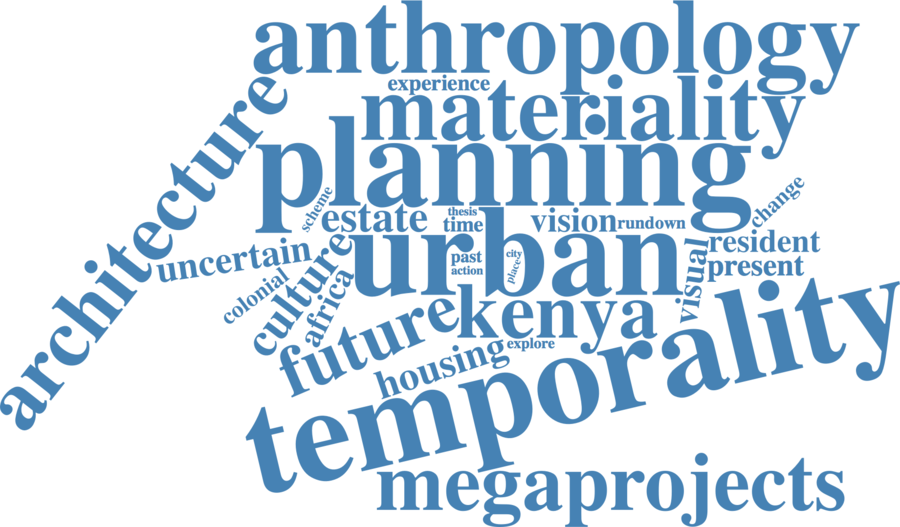 anthropology
experience
materiality
architecture
planning
scheme
estate
thesis
time
vision
rundown
change
urban
uncertain
culture
past
action
city
place
visual
resident
present
colonial
africa
future
kenya
explore
housing
temporality
megaprojects